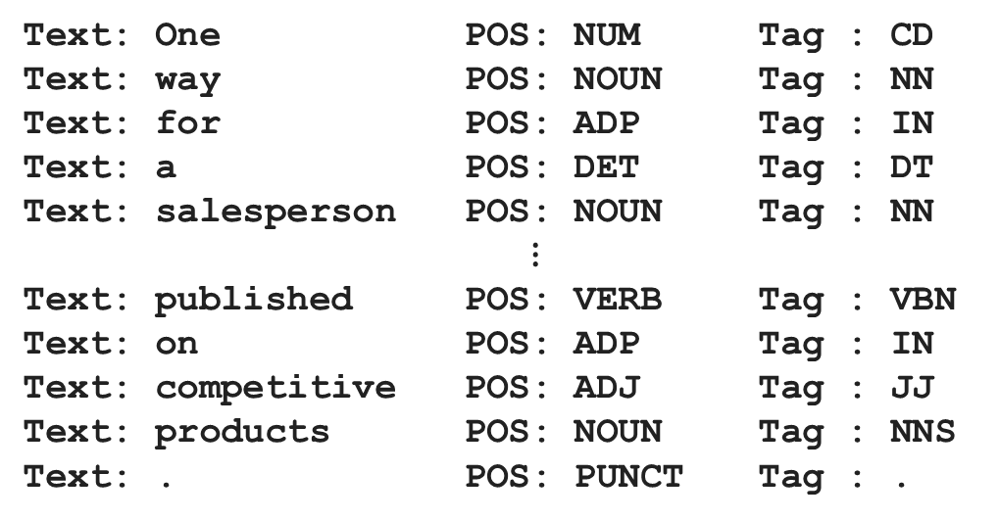 Text: One POS: NUM Tag : CD
Text: way POS: NOUN Tag : NN
Text: for POS: ADP Tag : IN
Text: a POS: DET Tag : DT
Text: salesperson POS: NOUN Tag : NN
⋮
Text: published POS: VERB Tag : VBN
Text: on POS: ADP Tag : IN
Text: competitive POS: ADJ Tag : JJ
Text: products POS: NOUN Tag : NNS
Text: . POS: PUNCT Tag : .